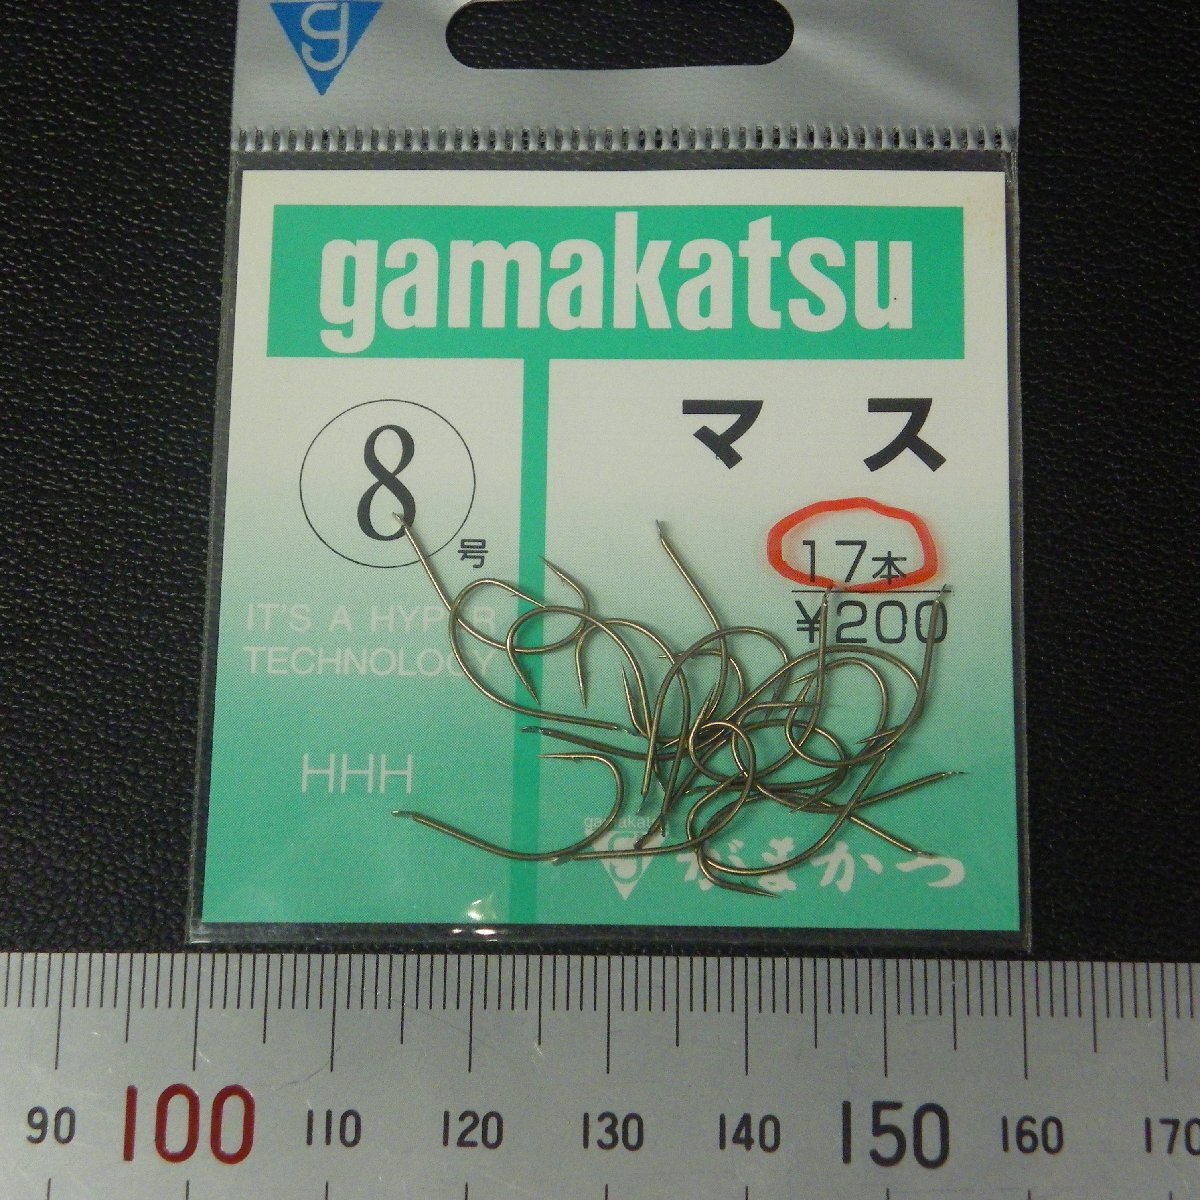 g
gamakatsu
8号
マス
17本
¥200
IT'S A HYPER
TECHNOLOGY
HHH
gamakatsu
g
がまかつ
90 100 110 120 130 140 150 160 170